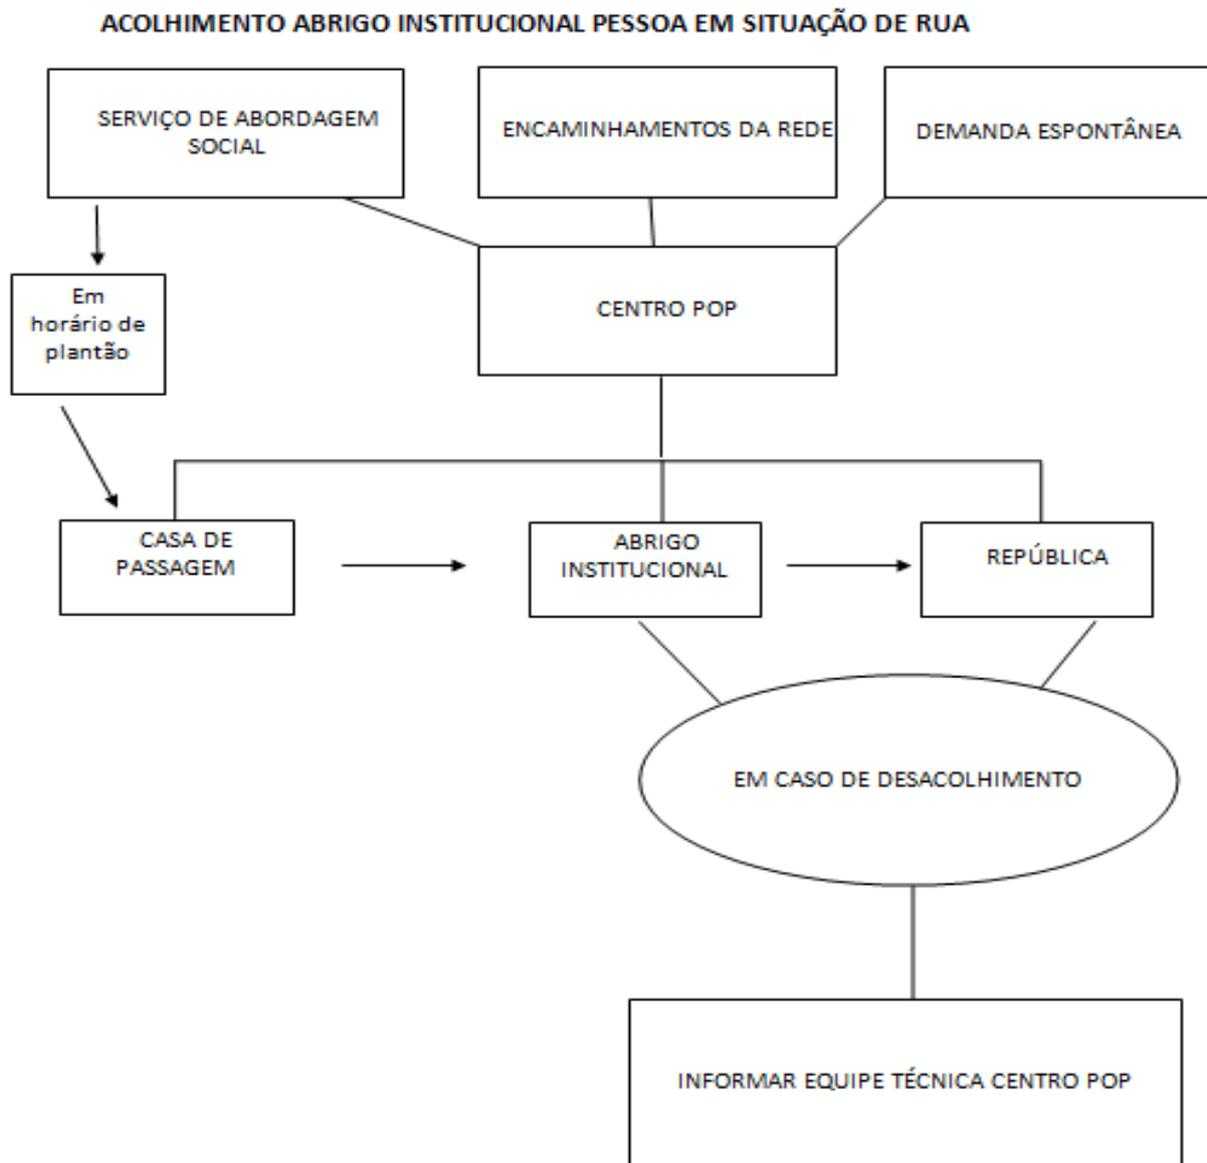 ACOLHIMENTO ABRIGO INSTITUCIONAL PESSOA EM SITUAÇÃO DE RUA
SERVIÇO DE ABORDAGEM
SOCIAL
ENCAMINHAMENTOS DA REDE
DEMANDA ESPONTÂNEA
Em
horário de
plantão
CENTRO POP
CASA DE
PASSAGEM
ABRIGO
INSTITUCIONAL
REPÚBLICA
EM CASO DE DESACOLHIMENTO
INFORMAR EQUIPE TÉCNICA CENTRO POP